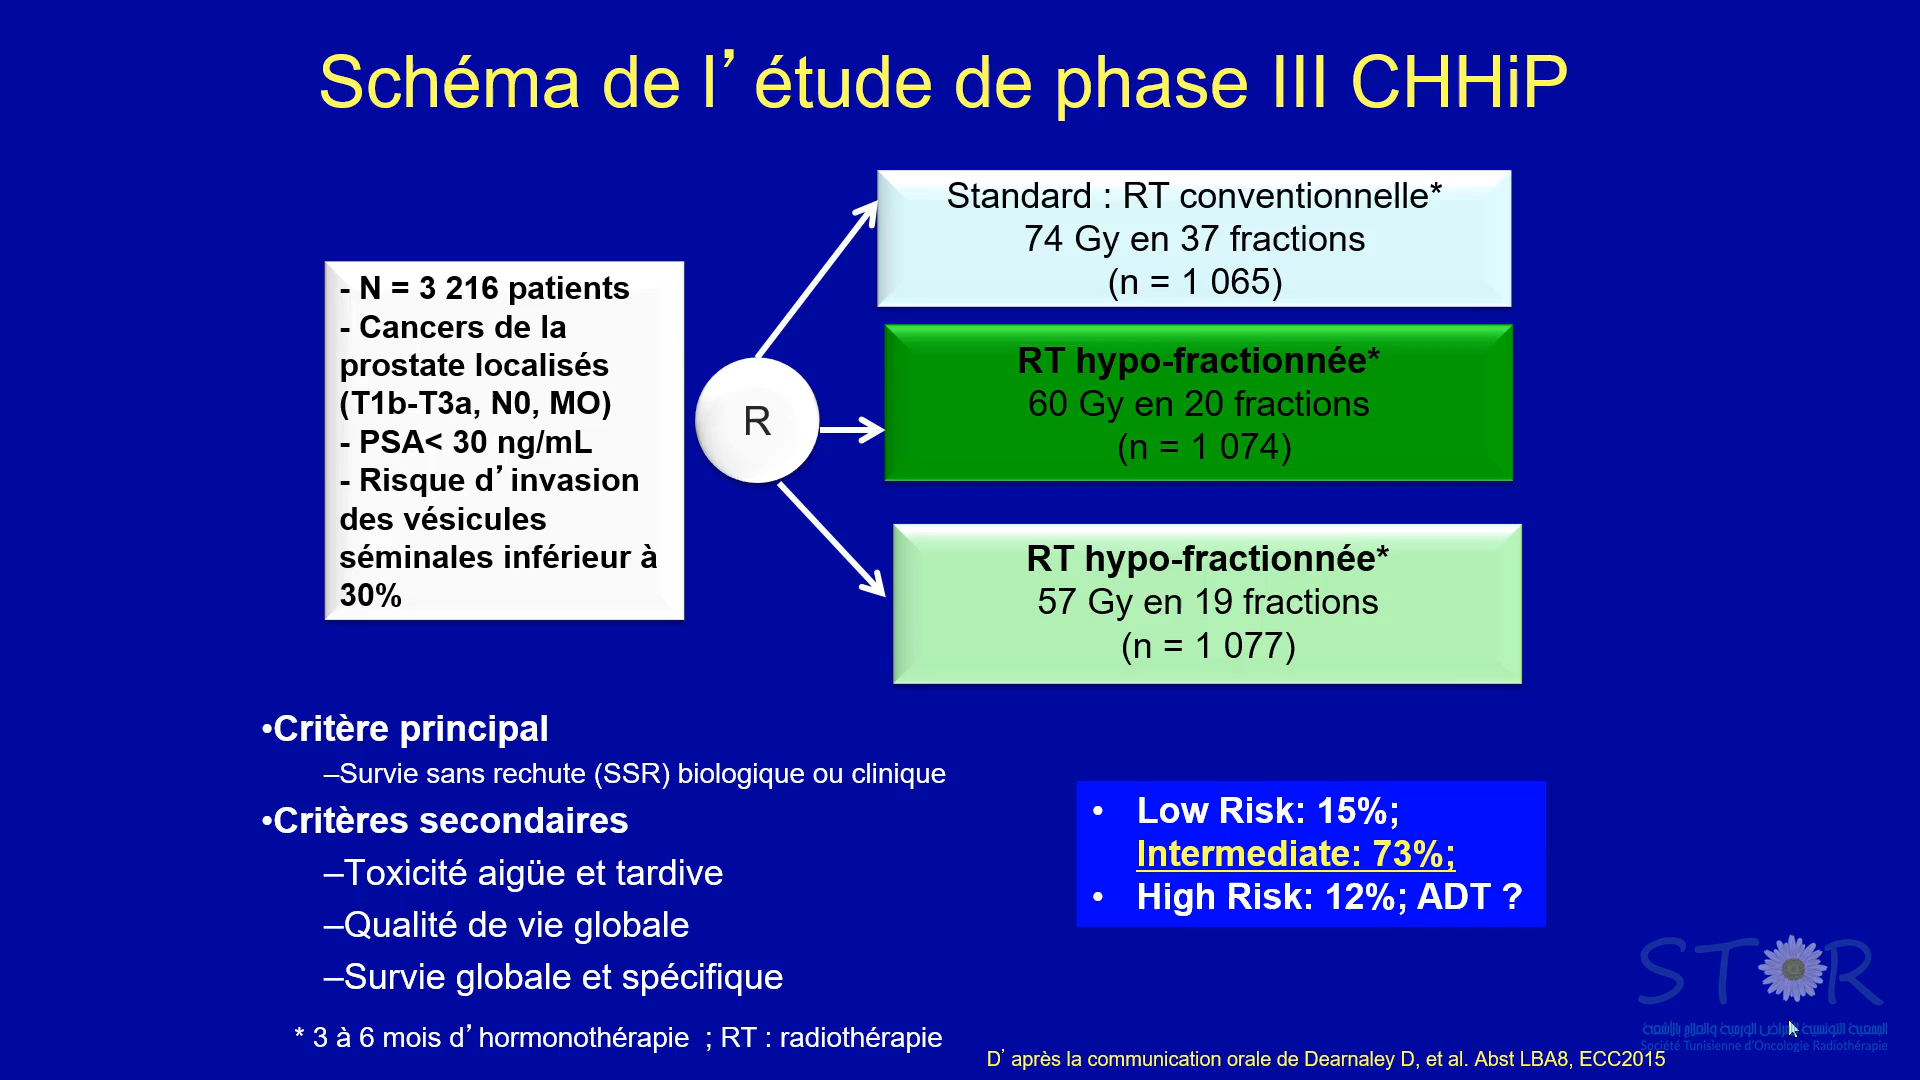 Schéma de l’étude de phase III CHHiP
- N = 3 216 patients
- Cancers de la
prostate localisés
(T1b-T3a, N0, MO)
- PSA< 30 ng/mL
- Risque d’invasion
des vésicules
séminales inférieur à
30%
R
Standard : RT conventionnelle*
74 Gy en 37 fractions
(n = 1 065)
RT hypo-fractionnée*
60 Gy en 20 fractions
(n = 1 074)
RT hypo-fractionnée*
57 Gy en 19 fractions
(n = 1 077)
•Critère principal
–Survie sans rechute (SSR) biologique ou clinique
•Critères secondaires
–Toxicité aigüe et tardive
–Qualité de vie globale
–Survie globale et spécifique
* 3 à 6 mois d’hormonothérapie ; RT : radiothérapie
• Low Risk: 15%;
Intermediate: 73%;
• High Risk: 12%; ADT ?
STOR
Société Tunisienne d'Oncologie Radiothérapie
D’après la communication orale de Dearnaley D, et al. Abst LBA8, ECC2015